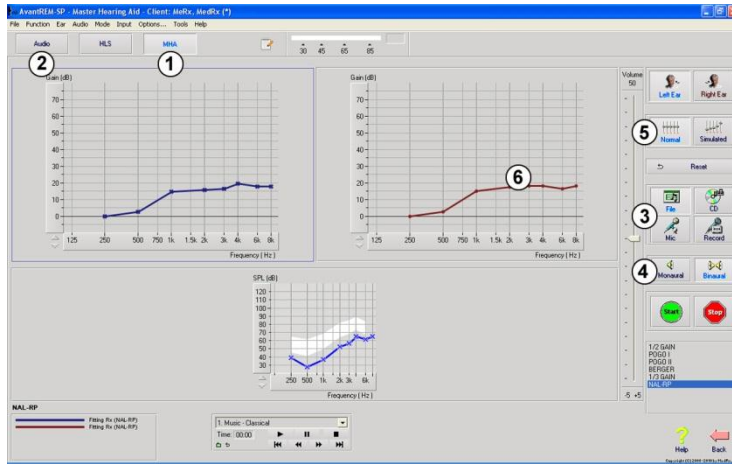 AvantREM-SP - Master Hearing Aid - Client: MeRx, MedRx (*)
File Function Ear Audio Mode Input Options... Tools Help
Audio HLS MHA
30 45 65 85
2 1
Gain (dB)
70
60
50
40
30
20
10
0
125 250 500 750 1k 1.5k 2k 3k 4k 6k 8k
Frequency ( Hz )
Gain (dB)
70
60
50
40
30
20
10
0
6
125 250 500 750 1k 1.5k 2k 3k 4k 6k 8k
Frequency ( Hz )
SPL (dB)
120
110
100
90
80
70
60
50
40
30
250 500 1k 2k 3k 6k
Frequency ( Hz )
Volume
50
-5 +5
Left Ear Right Ear
5
Normal Simulated
Reset
File CD
3
Mic Record
4
Monaural Binaural
Start Stop
1/2 GAIN
POGO I
POGO II
BERGER
1/3 GAIN
NAL-RP
NAL-RP
Fitting Rx (NAL-RP)
Fitting Rx (NAL-RP)
1. Music - Classical
Time: 00:00
Help Back